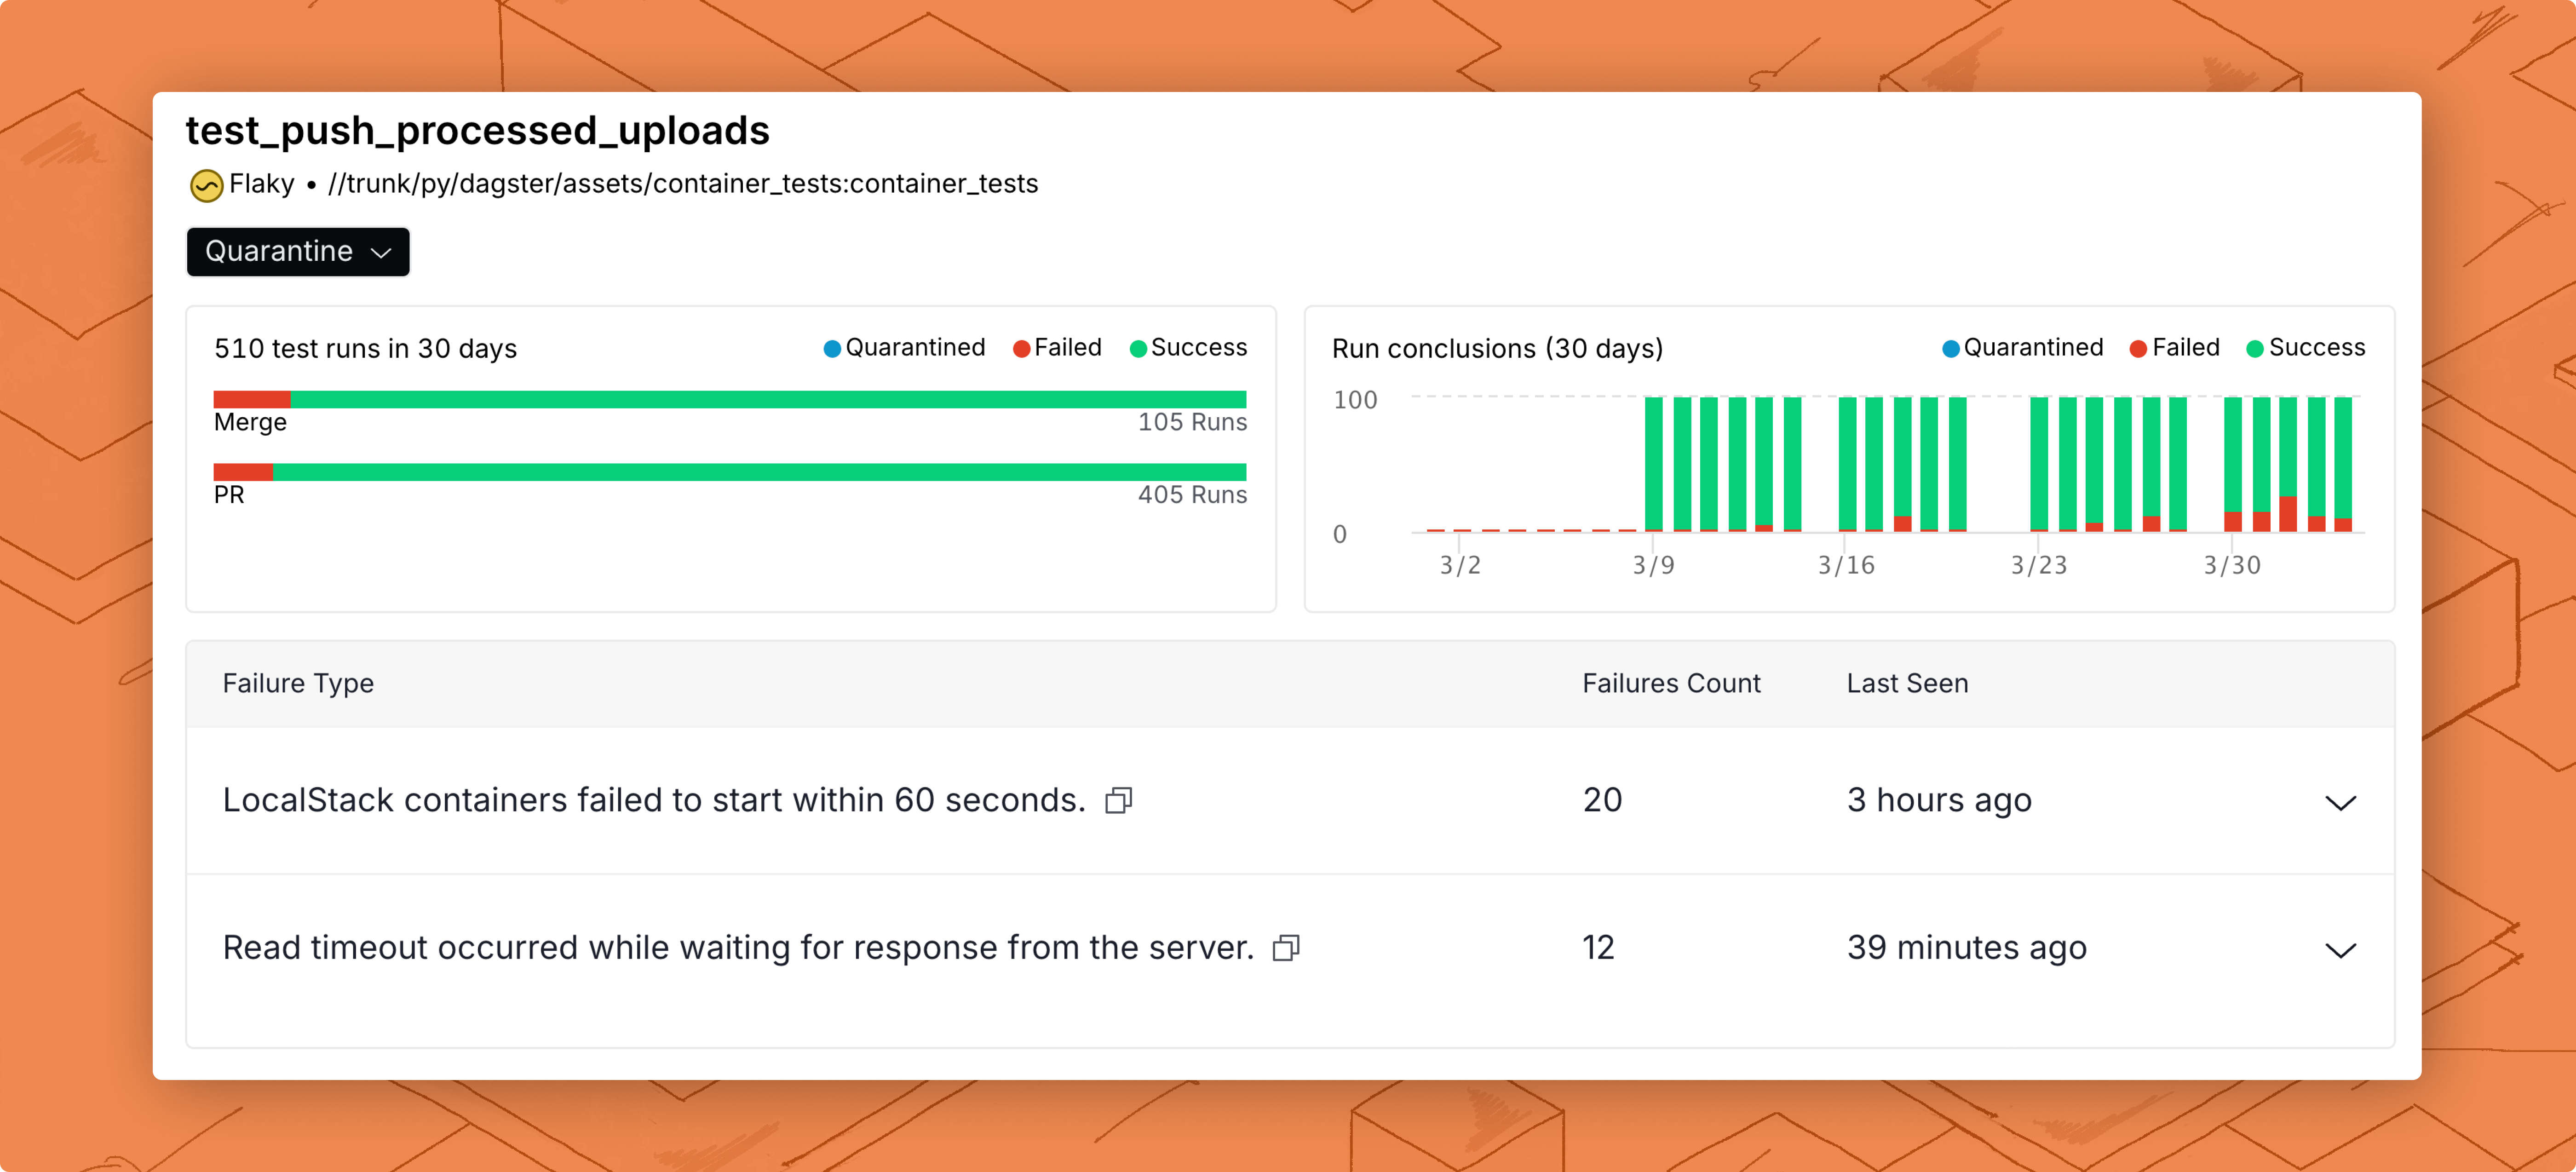 test_push_processed_uploads
Flaky • //trunk/py/dagster/assets/container_tests:container_tests
Quarantine
510 test runs in 30 days
Quarantined Failed Success
Merge 105 Runs
PR 405 Runs
Run conclusions (30 days)
Quarantined Failed Success
100
0
3/2 3/9 3/16 3/23 3/30
Failure Type Failures Count Last Seen
LocalStack containers failed to start within 60 seconds. 20 3 hours ago
Read timeout occurred while waiting for response from the server. 12 39 minutes ago